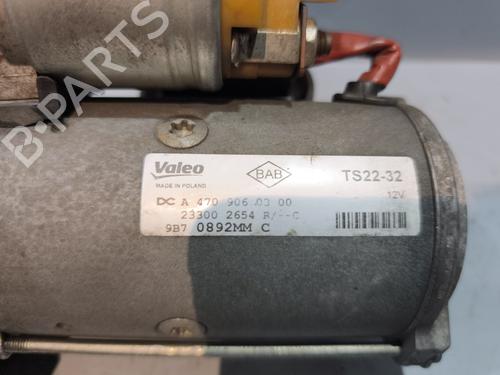 Valeo
MADE IN POLAND
BAB
TS22-32
12V
DC A 470 906 03 00
23300 2654 R/--C
9B7 0892MM C
B-PARTS